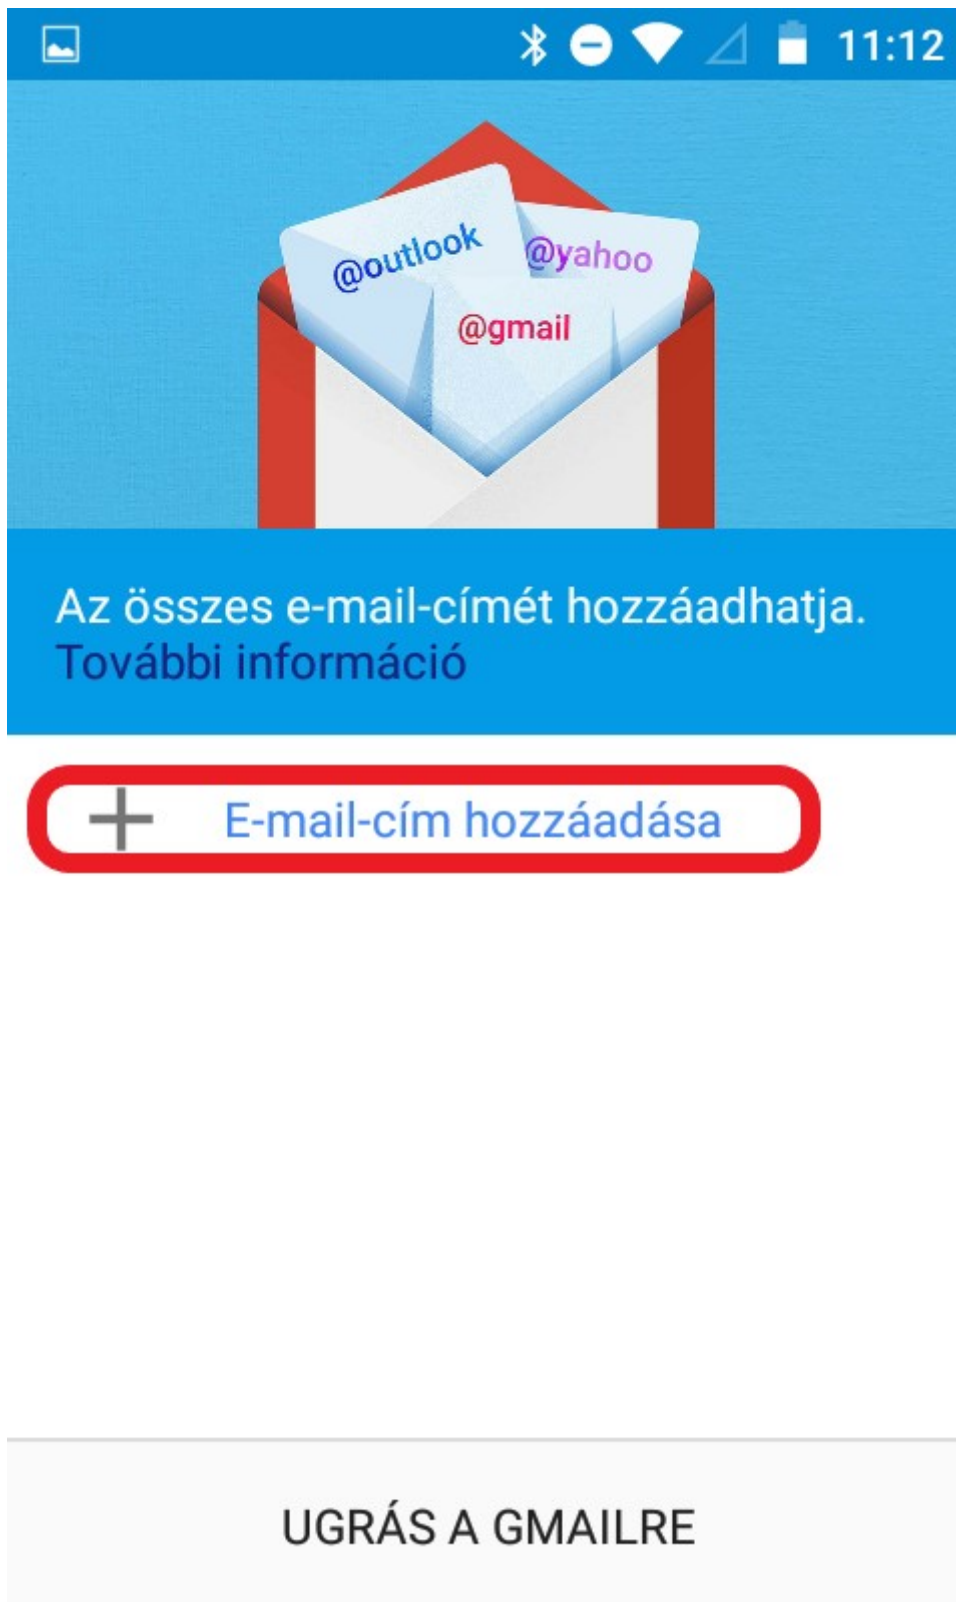 11:12
@outlook
@yahoo
@gmail
Az összes e-mail-címét hozzáadhatja.
További információ
E-mail-cím hozzáadása
UGRÁS A GMAILRE